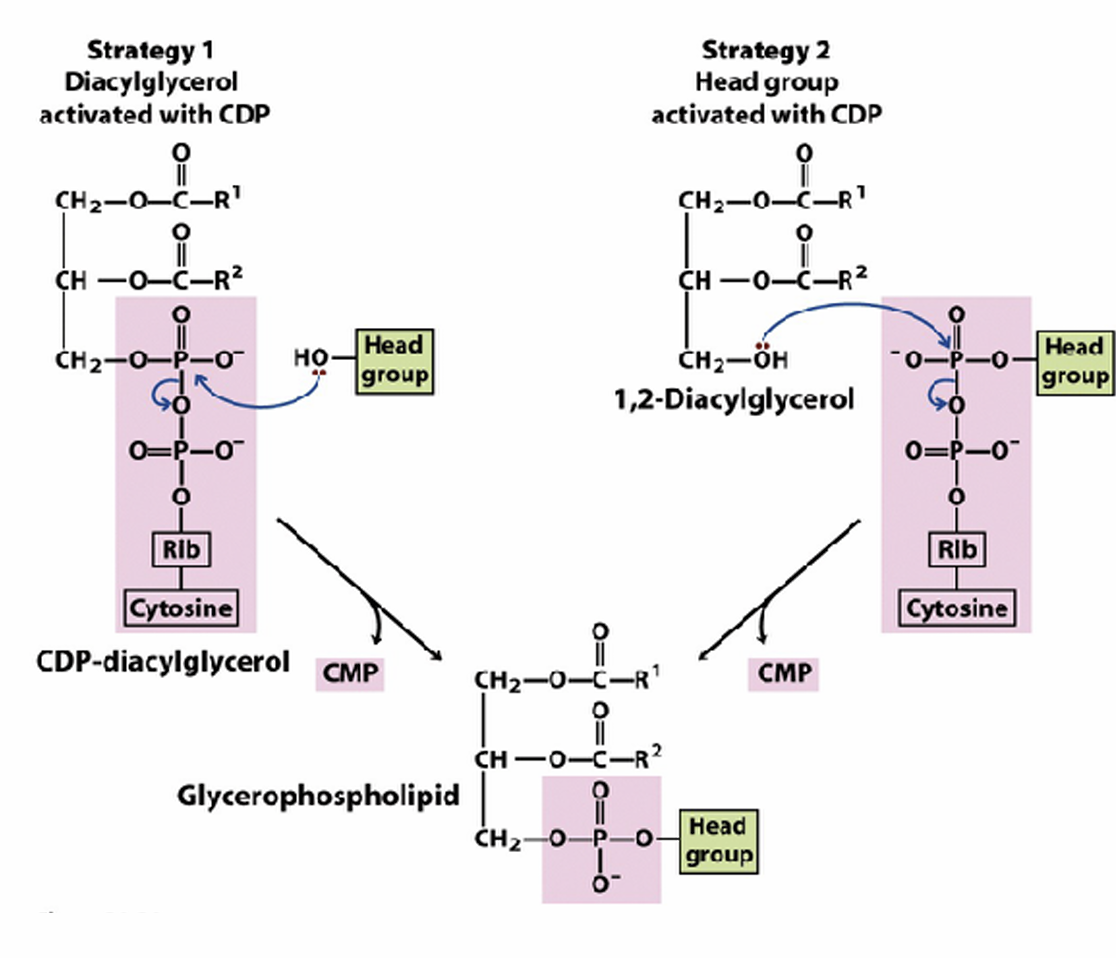 Strategy 1
Diacylglycerol
activated with CDP
O
CH₂—O—C—R¹
O
CH—O—C—R²
O
CH₂—O—P—O⁻
HO—
Head
group
O
O=P—O⁻
O
Rib
Cytosine
CDP-diacylglycerol
CMP
Strategy 2
Head group
activated with CDP
O
CH₂—O—C—R¹
O
CH—O—C—R²
CH₂—OH
1,2-Diacylglycerol
O
⁻O—P—O—
Head
group
O
O=P—O⁻
O
Rib
Cytosine
CMP
O
CH₂—O—C—R¹
O
CH—O—C—R²
Glycerophospholipid
O
CH₂—O—P—O—
Head
group
O⁻